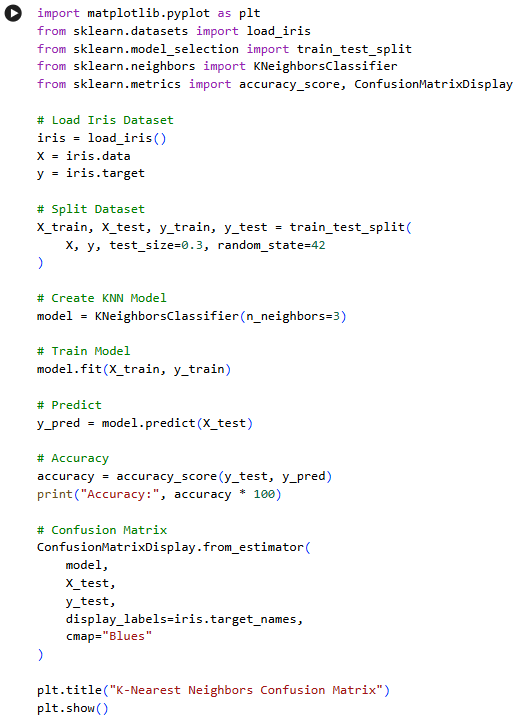 import matplotlib.pyplot as plt
from sklearn.datasets import load_iris
from sklearn.model_selection import train_test_split
from sklearn.neighbors import KNeighborsClassifier
from sklearn.metrics import accuracy_score, ConfusionMatrixDisplay

# Load Iris Dataset
iris = load_iris()
X = iris.data
y = iris.target

# Split Dataset
X_train, X_test, y_train, y_test = train_test_split(
    X, y, test_size=0.3, random_state=42
)

# Create KNN Model
model = KNeighborsClassifier(n_neighbors=3)

# Train Model
model.fit(X_train, y_train)

# Predict
y_pred = model.predict(X_test)

# Accuracy
accuracy = accuracy_score(y_test, y_pred)
print("Accuracy:", accuracy * 100)

# Confusion Matrix
ConfusionMatrixDisplay.from_estimator(
    model,
    X_test,
    y_test,
    display_labels=iris.target_names,
    cmap="Blues"
)

plt.title("K-Nearest Neighbors Confusion Matrix")
plt.show()